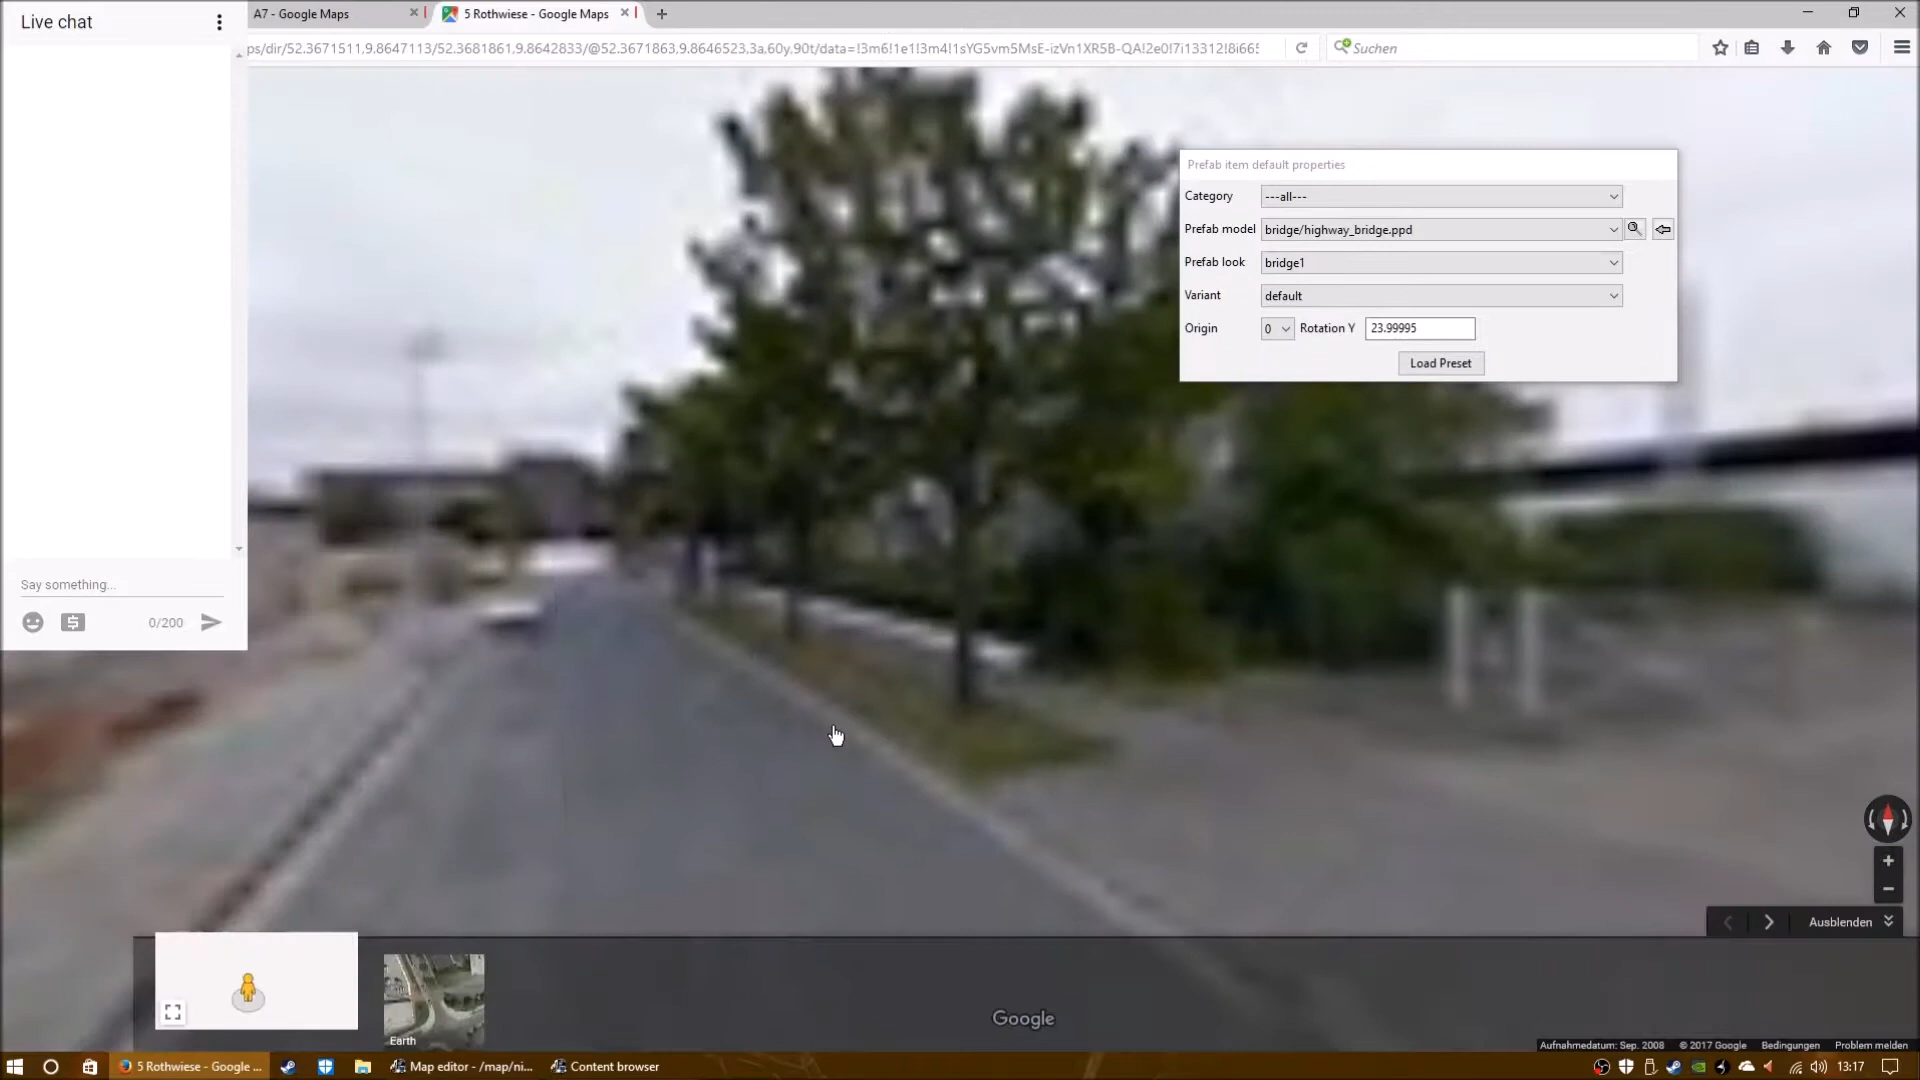 Live chat
A7 - Google Maps
5 Rothwiese - Google Maps
ps/dir/52.3671511,9.8647113/52.3681861,9.8642833/@52.3671863,9.8646523,3a,60y,90t/data=!3m6!1e1!3m4!1sYG5vm5MsE-izVn1XR5B-QA!2e0!7i13312!8i665
Suchen
Prefab item default properties
Category
---all---
Prefab model
bridge/highway_bridge.ppd
Prefab look
bridge1
Variant
default
Origin
0
Rotation Y
23.99995
Load Preset
Say something...
0/200
Ausblenden
Earth
Google
Aufnahmedatum: Sep. 2008
© 2017 Google
Bedingungen
Problem melden
5 Rothwiese - Google ...
Map editor - /map/ni...
Content browser
13:17